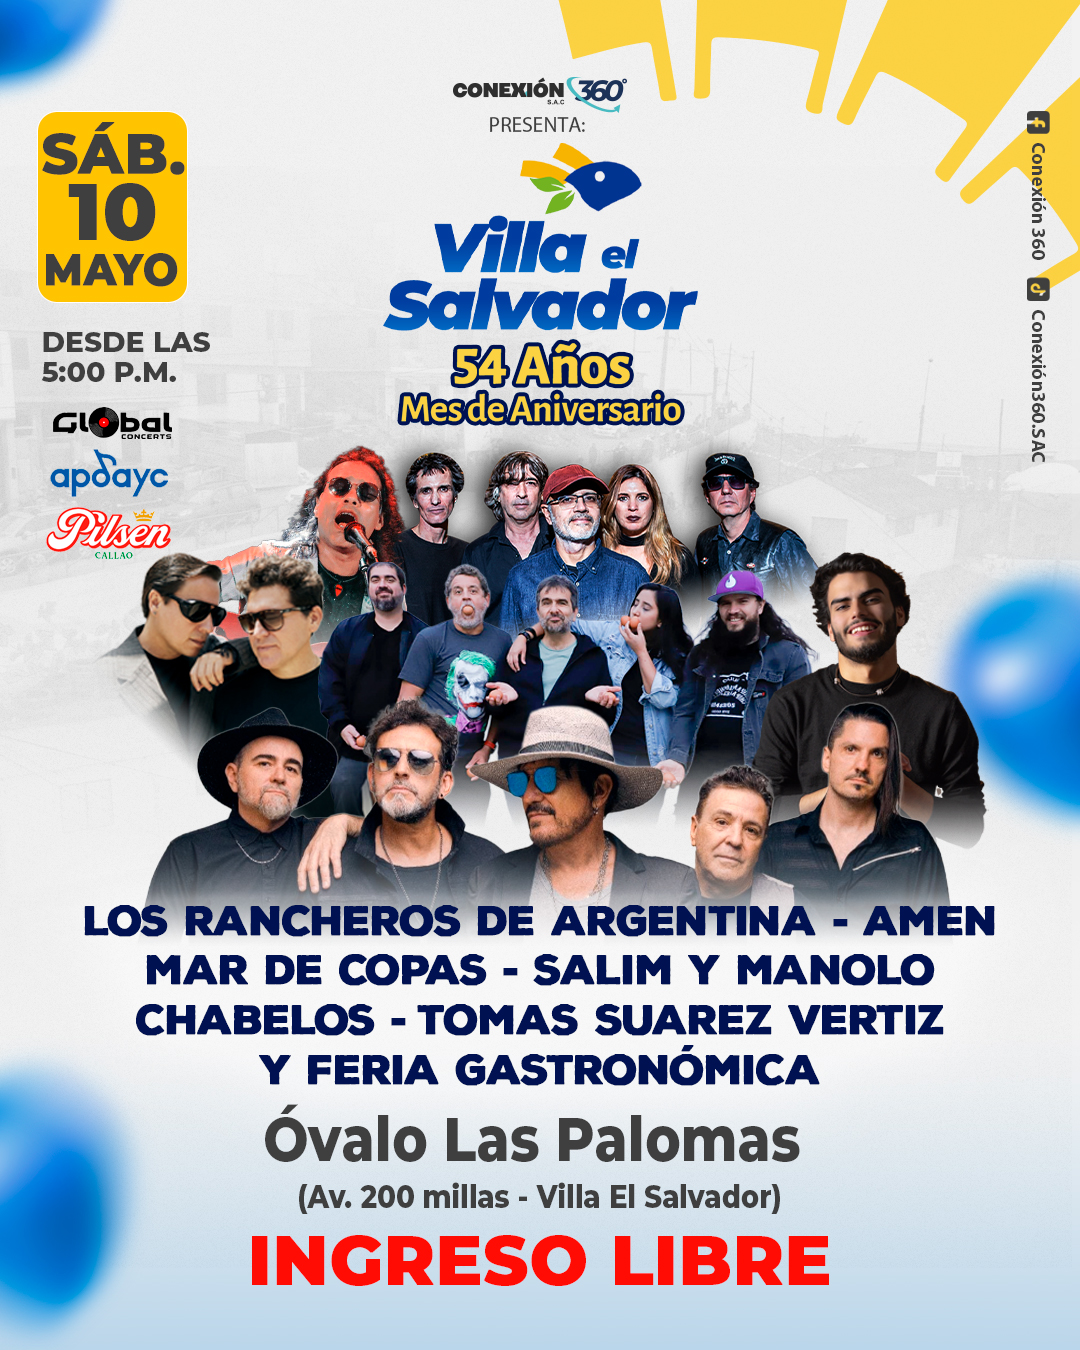 CONEXIÓN 360°
S.A.C
PRESENTA:
SÁB.
10
MAYO
DESDE LAS
5:00 P.M.
Global
CONCERTS
apdayc
Pilsen
CALLAO
Villa el
Salvador
54 Años
Mes de Aniversario
Conexión 360
Conexión360.SAC
LOS RANCHEROS DE ARGENTINA - AMEN
MAR DE COPAS - SALIM Y MANOLO
CHABELOS - TOMAS SUAREZ VERTIZ
Y FERIA GASTRONÓMICA
Óvalo Las Palomas
(Av. 200 millas - Villa El Salvador)
INGRESO LIBRE